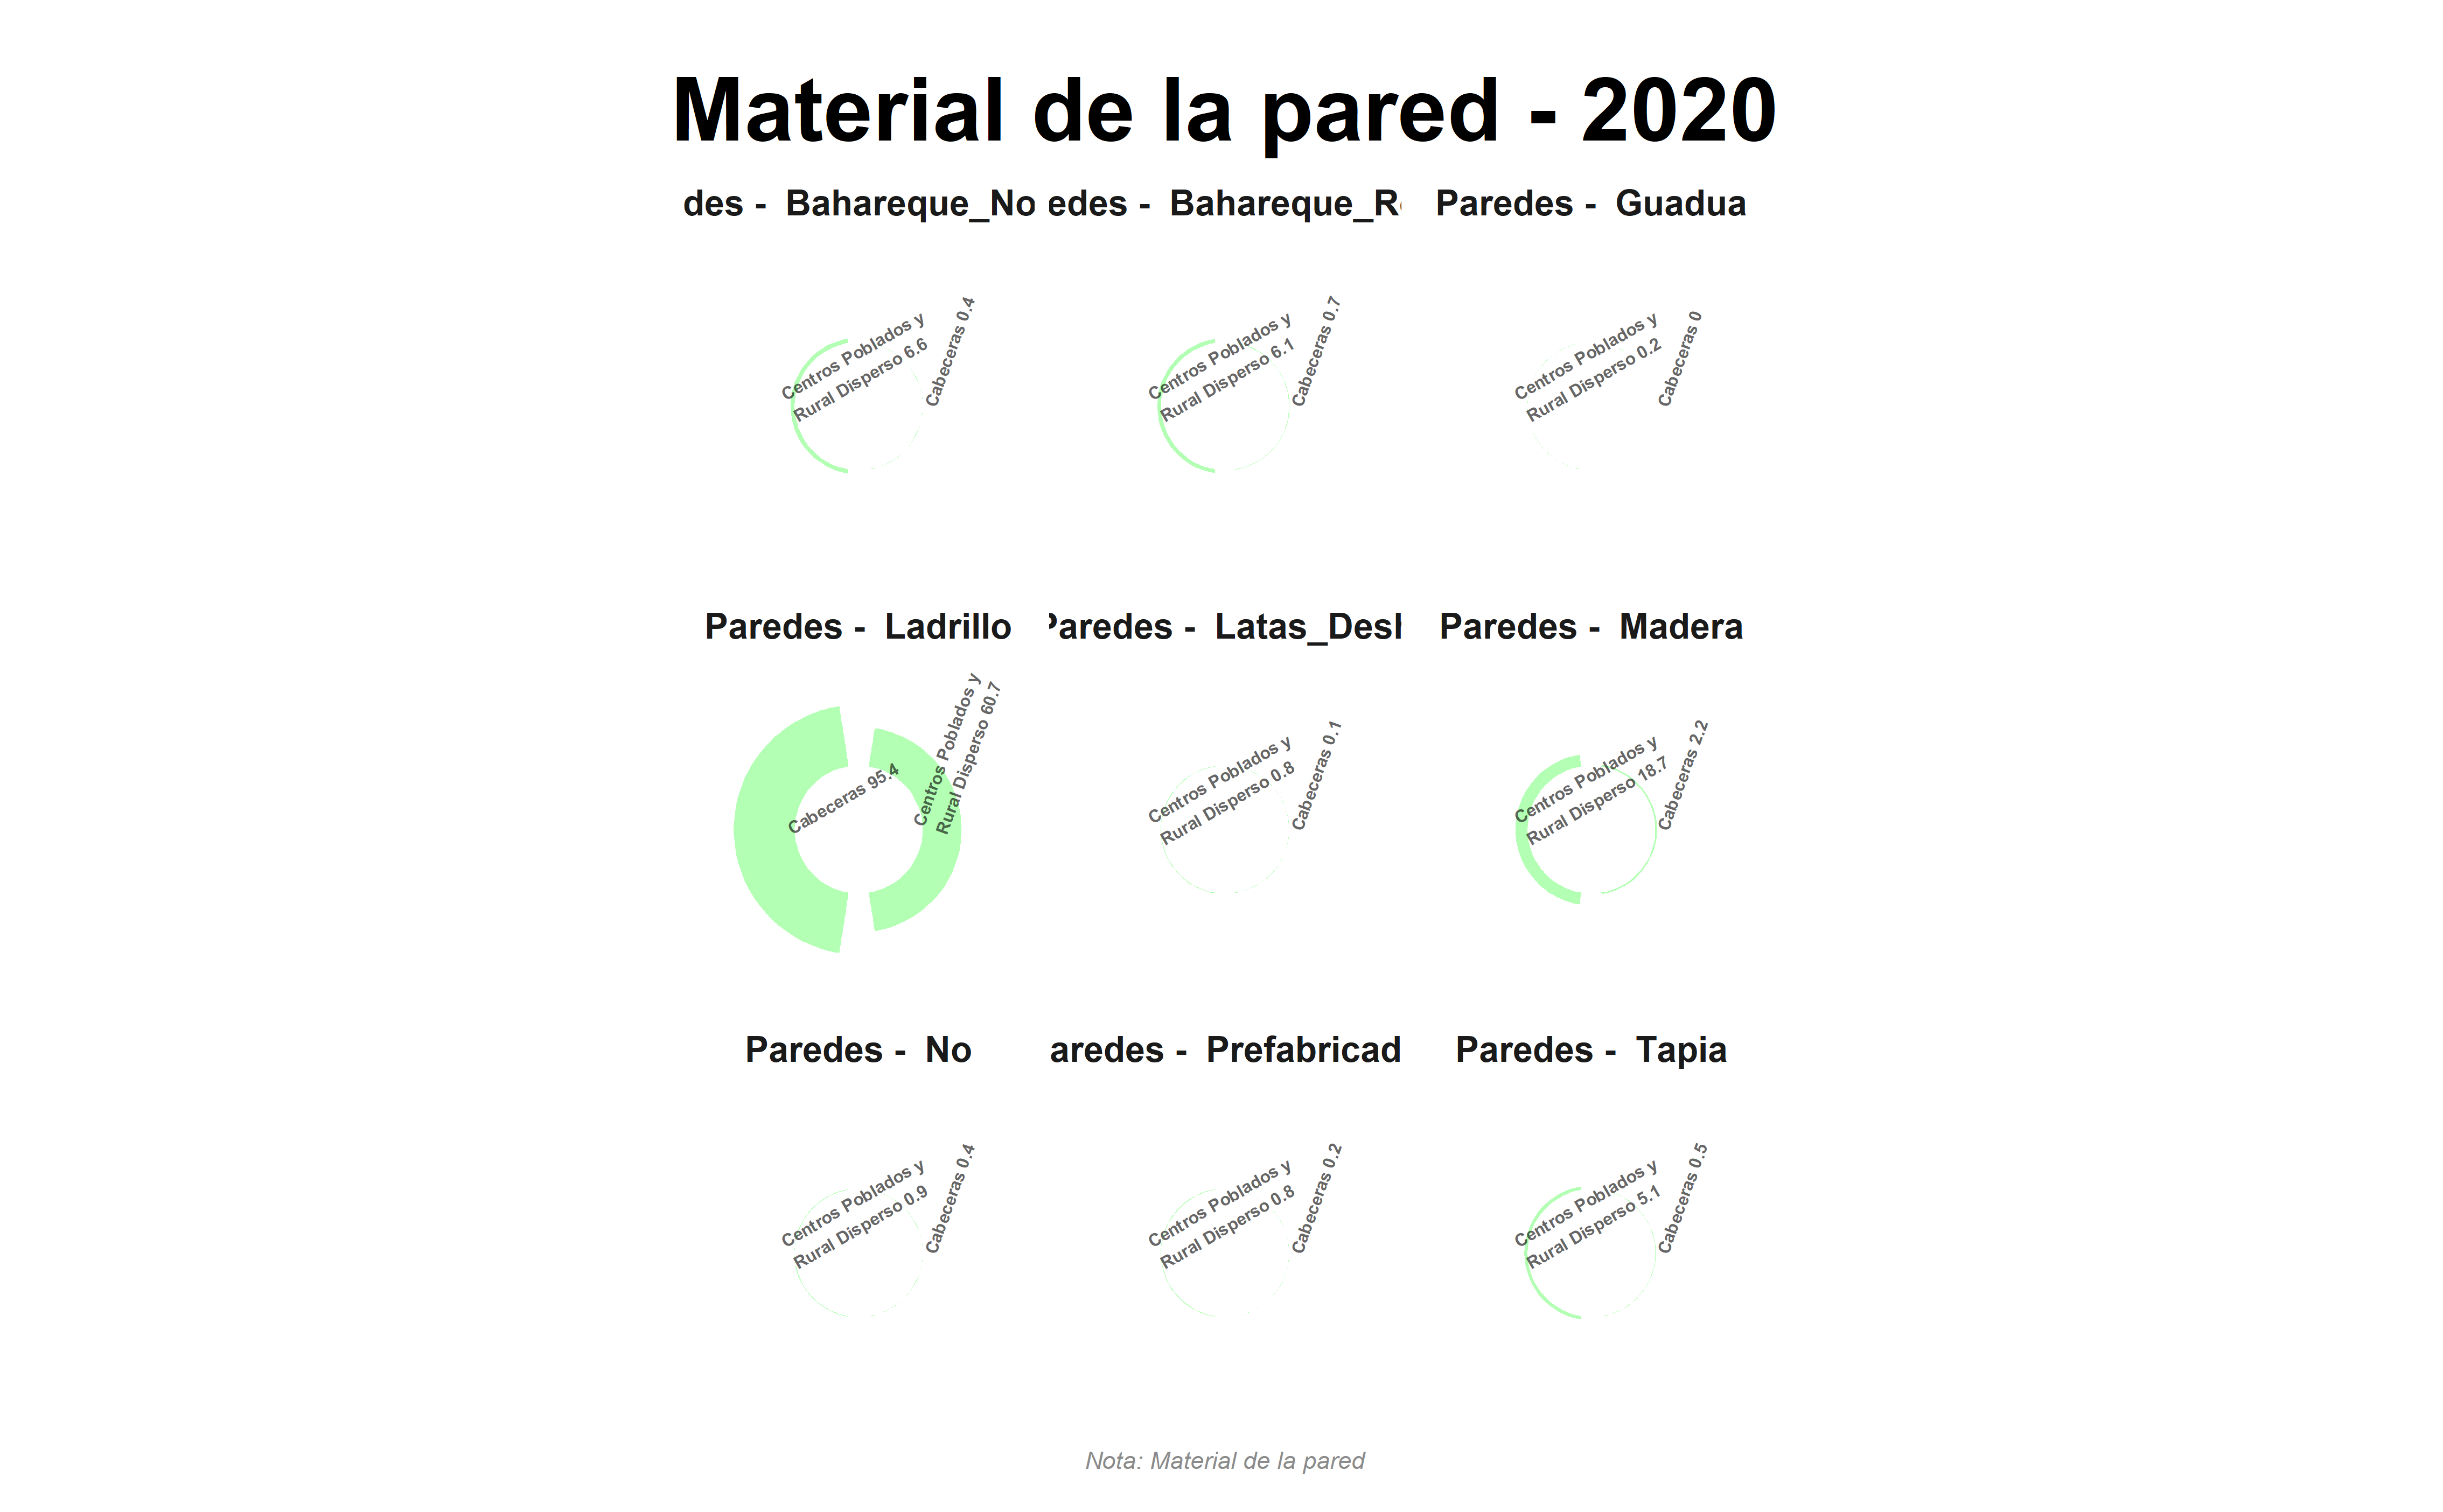 Material de la pared - 2020
des - Bahareque_No
edes - Bahareque_R
Paredes - Guadua
Centros Poblados y
Rural Disperso 6.6
Cabeceras 0.4
Centros Poblados y
Rural Disperso 6.1
Cabeceras 0.7
Centros Poblados y
Rural Disperso 0.2
Cabeceras 0
Paredes - Ladrillo
Paredes - Latas_Des
Paredes - Madera
Cabeceras 95.4
Centros Poblados y
Rural Disperso 60.7
Centros Poblados y
Rural Disperso 0.8
Cabeceras 0.1
Centros Poblados y
Rural Disperso 18.7
Cabeceras 2.2
Paredes - No
aredes - Prefabricad
Paredes - Tapia
Centros Poblados y
Rural Disperso 0.9
Cabeceras 0.4
Centros Poblados y
Rural Disperso 0.8
Cabeceras 0.2
Centros Poblados y
Rural Disperso 5.1
Cabeceras 0.5
Nota: Material de la pared